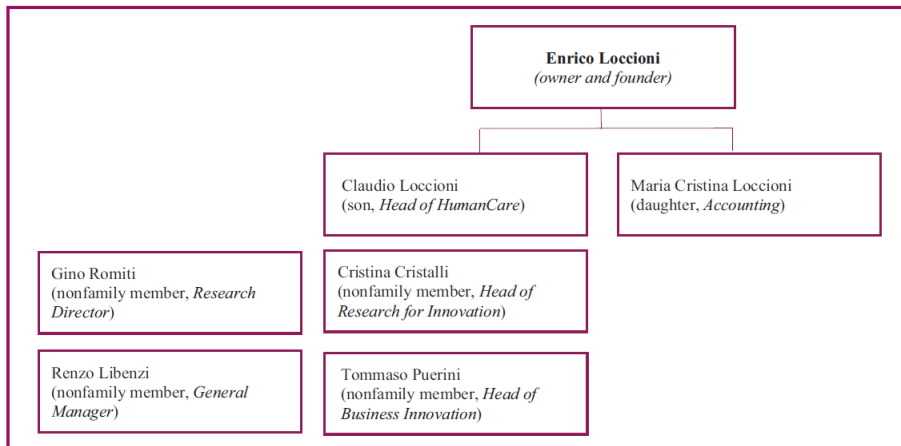 Enrico Loccioni
(owner and founder)
Claudio Loccioni
(son, Head of HumanCare)
Maria Cristina Loccioni
(daughter, Accounting)
Gino Romiti
(nonfamily member, Research
Director)
Cristina Cristalli
(nonfamily member, Head of
Research for Innovation)
Renzo Libenzi
(nonfamily member, General
Manager)
Tommaso Puerini
(nonfamily member, Head of
Business Innovation)